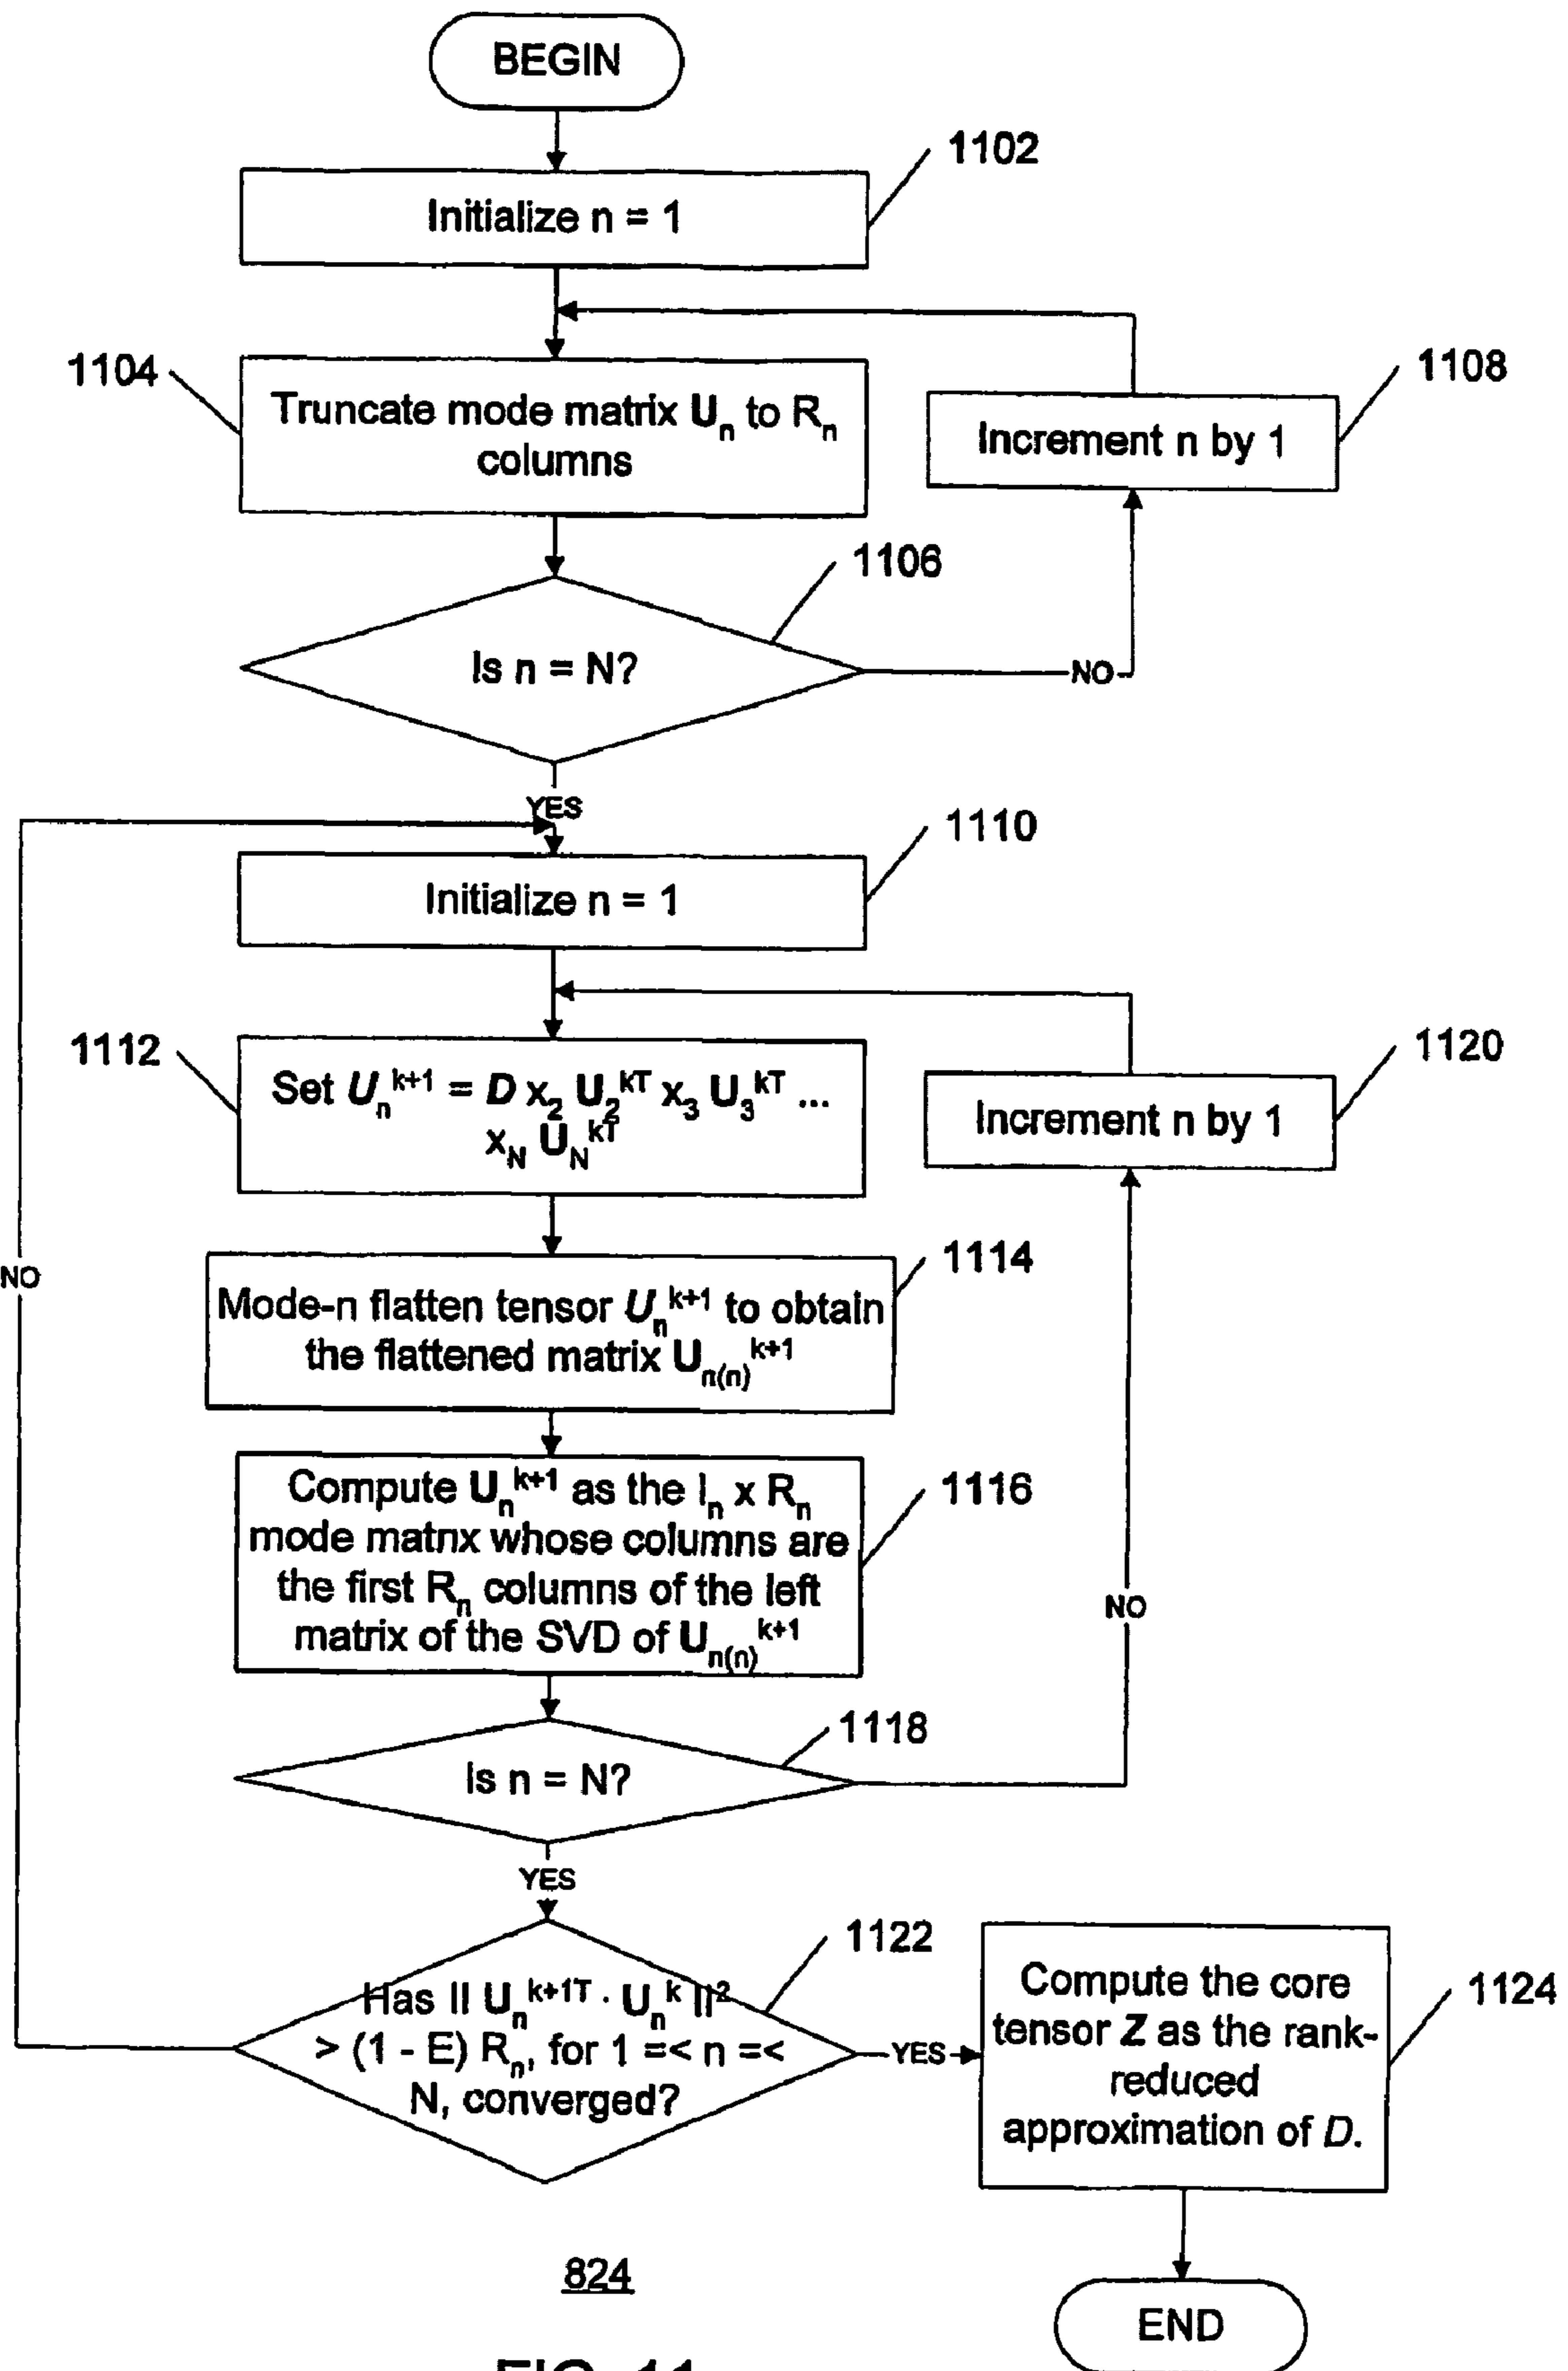 BEGIN
1102
Initialize n = 1
1104
Truncate mode matrix Uₙ to Rₙ
columns
1108
Increment n by 1
1106
Is n = N?
NO
YES
1110
Initialize n = 1
1112
Set Uₙᵏ⁺¹ = D x₂ U₂ᵏᵀ x₃ U₃ᵏᵀ ...
x_N U_Nᵏᵀ
1120
Increment n by 1
1114
Mode-n flatten tensor Uₙᵏ⁺¹ to obtain
the flattened matrix Uₙ₍ₙ₎ᵏ⁺¹
NO
1116
Compute Uₙᵏ⁺¹ as the Iₙ x Rₙ
mode matrix whose columns are
the first Rₙ columns of the left
matrix of the SVD of Uₙ₍ₙ₎ᵏ⁺¹
NO
1118
Is n = N?
YES
1122
Has || Uₙᵏ⁺¹ᵀ · Uₙᵏ ||²
> (1 - E) Rₙ, for 1 =< n =<
N, converged?
YES
1124
Compute the core
tensor Z as the rank-
reduced
approximation of D.
824
END
FIG. 11